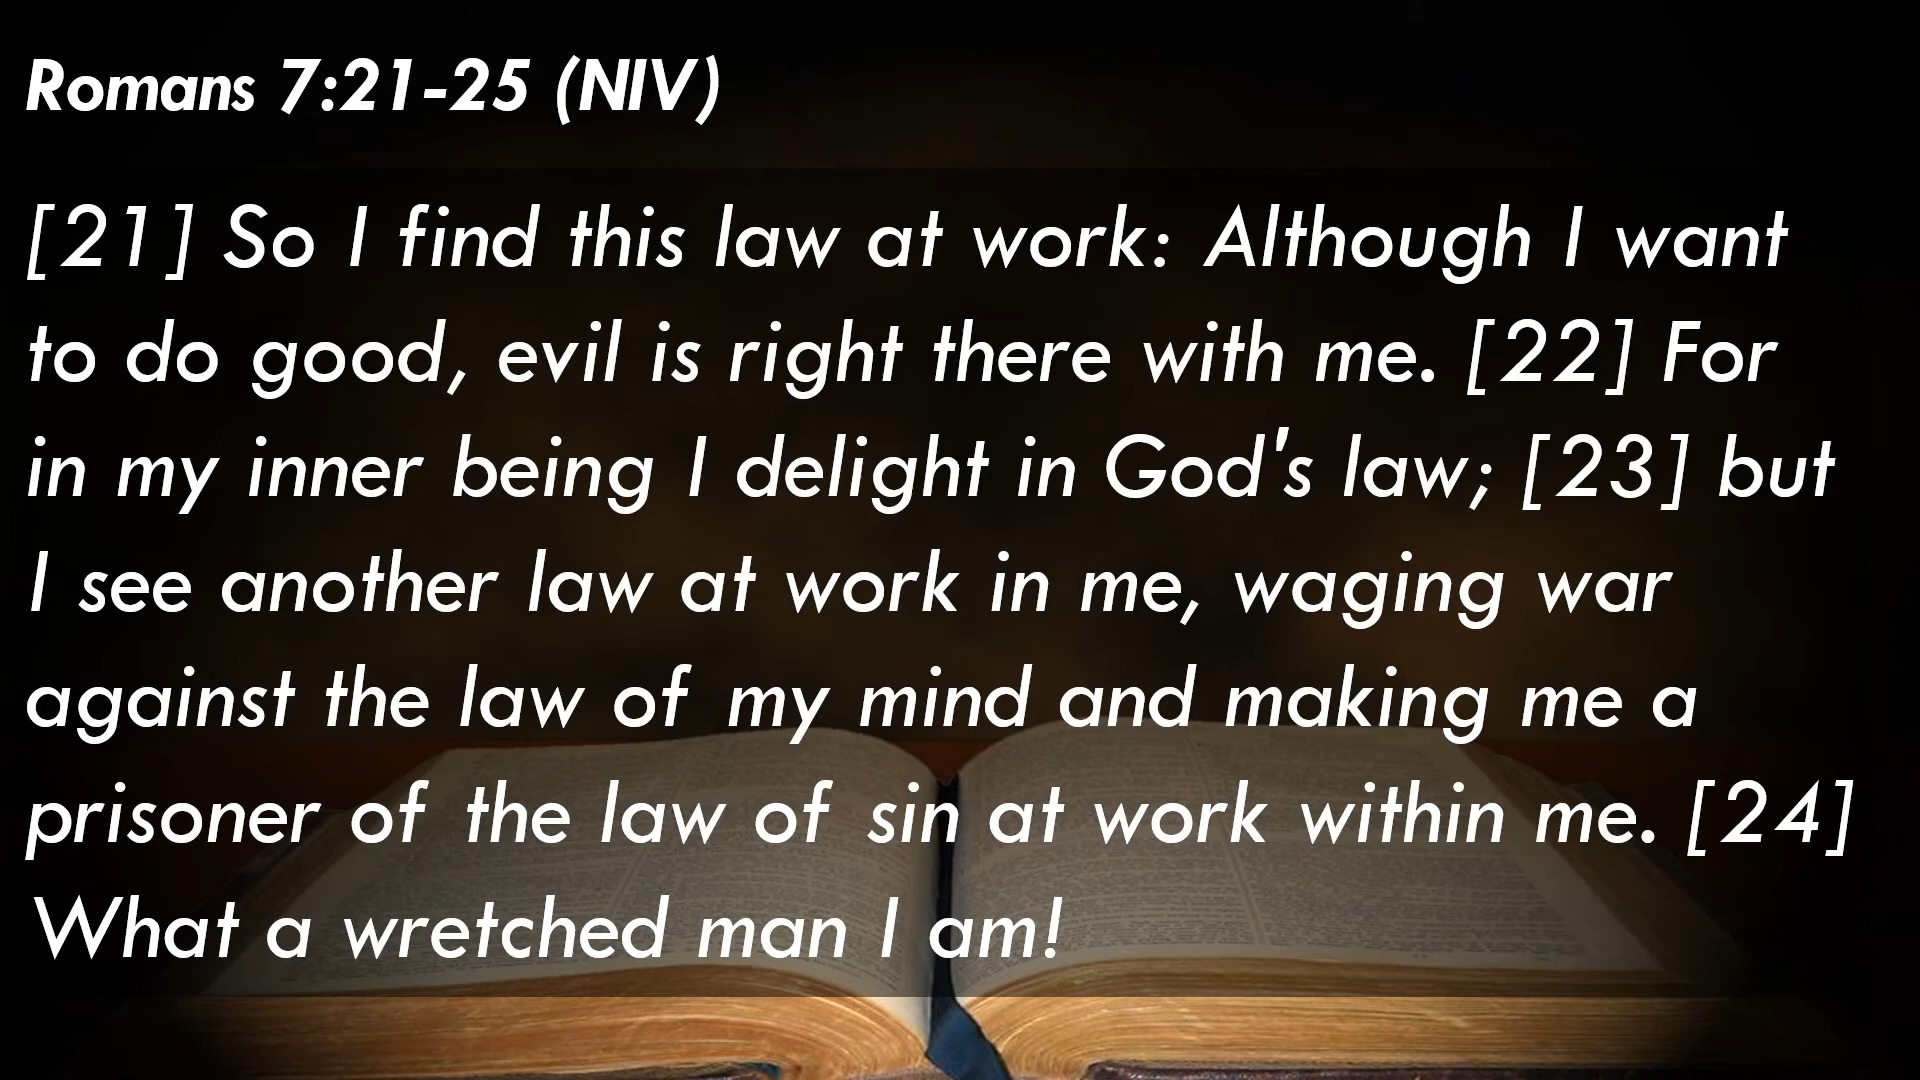 Romans 7:21-25 (NIV)
[21] So I find this law at work: Although I want
to do good, evil is right there with me. [22] For
in my inner being I delight in God's law; [23] but
I see another law at work in me, waging war
against the law of my mind and making me a
prisoner of the law of sin at work within me. [24]
What a wretched man I am!